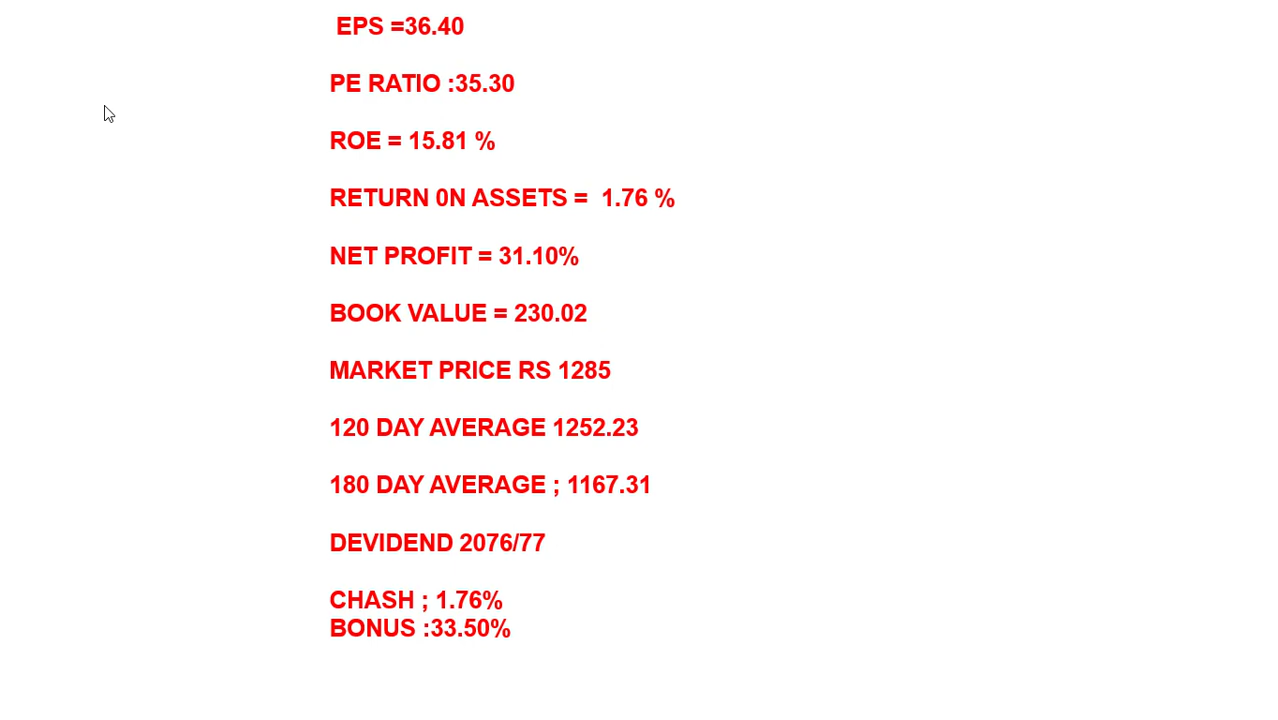 EPS =36.40
PE RATIO :35.30
ROE = 15.81 %
RETURN 0N ASSETS =  1.76 %
NET PROFIT = 31.10%
BOOK VALUE = 230.02
MARKET PRICE RS 1285
120 DAY AVERAGE 1252.23
180 DAY AVERAGE ; 1167.31
DEVIDEND 2076/77
CHASH ; 1.76%
BONUS :33.50%